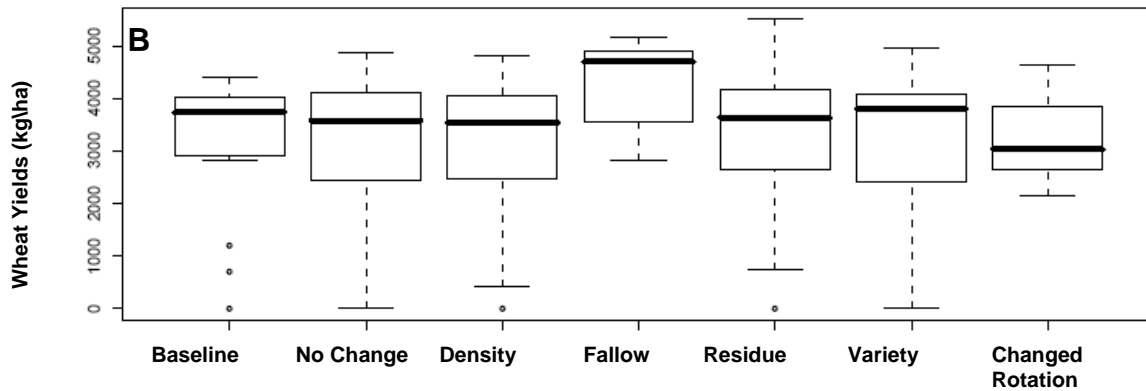 B
Wheat Yields (kg\ha)
5000
4000
3000
2000
1000
0
Baseline
No Change
Density
Fallow
Residue
Variety
Changed
Rotation